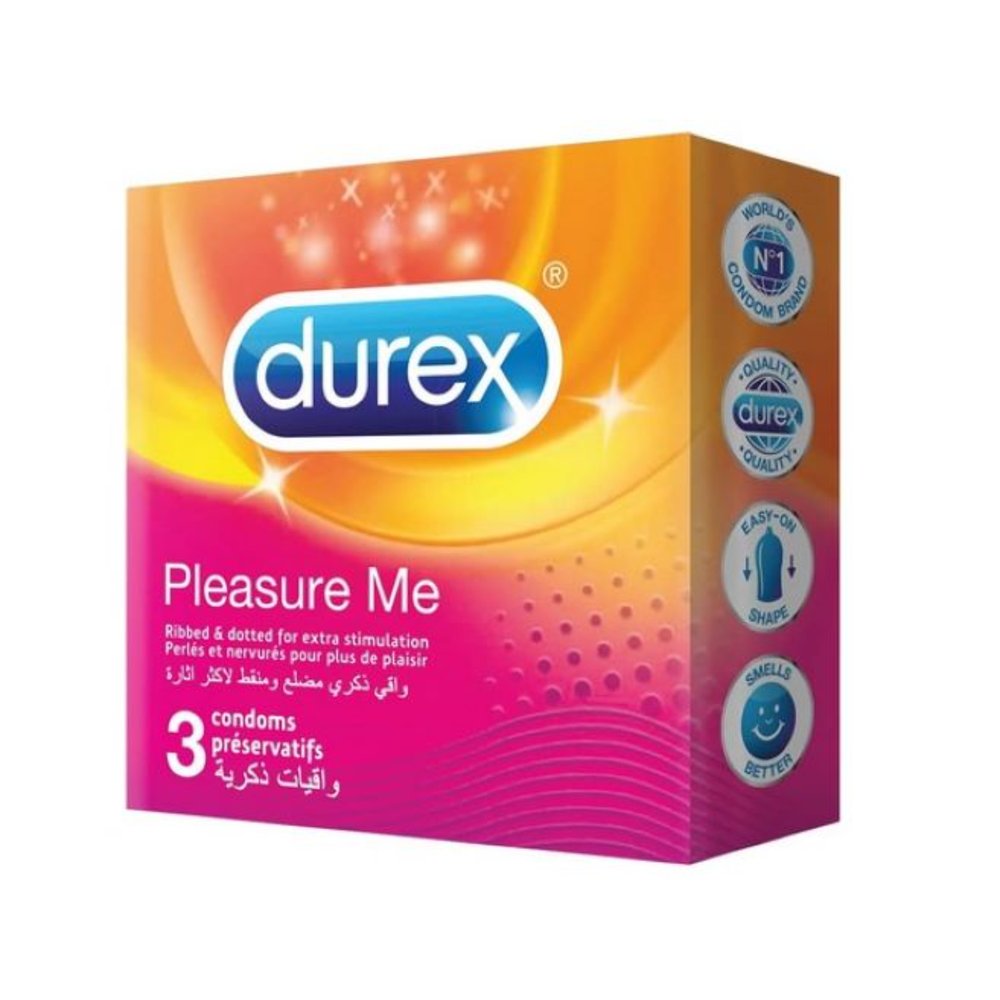 durex
®
Pleasure Me
Ribbed & dotted for extra stimulation
Perlés et nervurés pour plus de plaisir
واقي ذكري مضلع ومنقط لاكثر اثارة
3
condoms
préservatifs
واقيات ذكرية
WORLD'S
N°1
CONDOM BRAND
•QUALITY•
durex
•QUALITY•
EASY-ON
SHAPE
SMELLS
BETTER